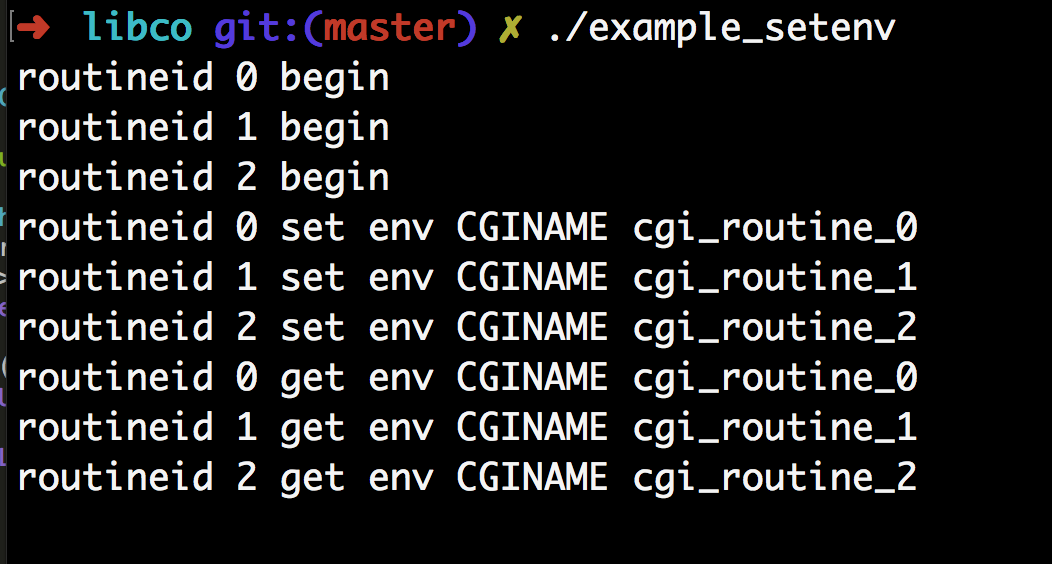 ➜ libco git:(master) ✗ ./example_setenv
routineid 0 begin
routineid 1 begin
routineid 2 begin
routineid 0 set env CGINAME cgi_routine_0
routineid 1 set env CGINAME cgi_routine_1
routineid 2 set env CGINAME cgi_routine_2
routineid 0 get env CGINAME cgi_routine_0
routineid 1 get env CGINAME cgi_routine_1
routineid 2 get env CGINAME cgi_routine_2